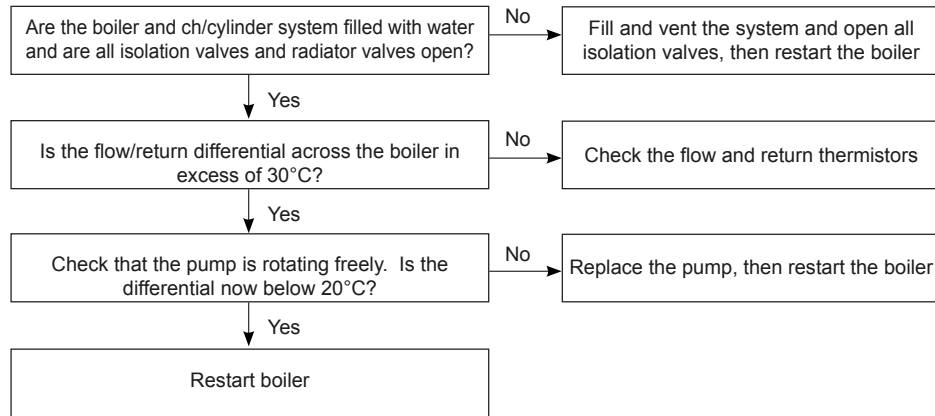 Are the boiler and ch/cylinder system filled with water
and are all isolation valves and radiator valves open?
No
Fill and vent the system and open all
isolation valves, then restart the boiler
Yes
Is the flow/return differential across the boiler in
excess of 30°C?
No
Check the flow and return thermistors
Yes
Check that the pump is rotating freely.  Is the
differential now below 20°C?
No
Replace the pump, then restart the boiler
Yes
Restart boiler